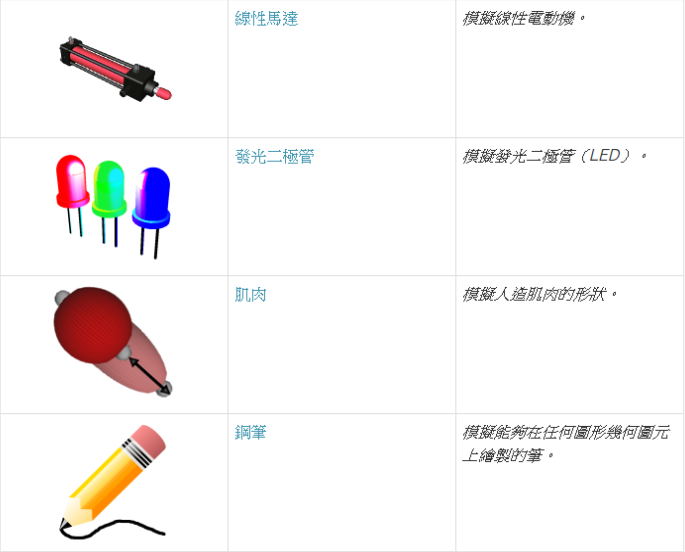 線性馬達
模擬線性電動機。
發光二極管
模擬發光二極管（LED）。
肌肉
模擬人造肌肉的形狀。
鋼筆
模擬能夠在任何圖形幾何圖元
上繪製的筆。